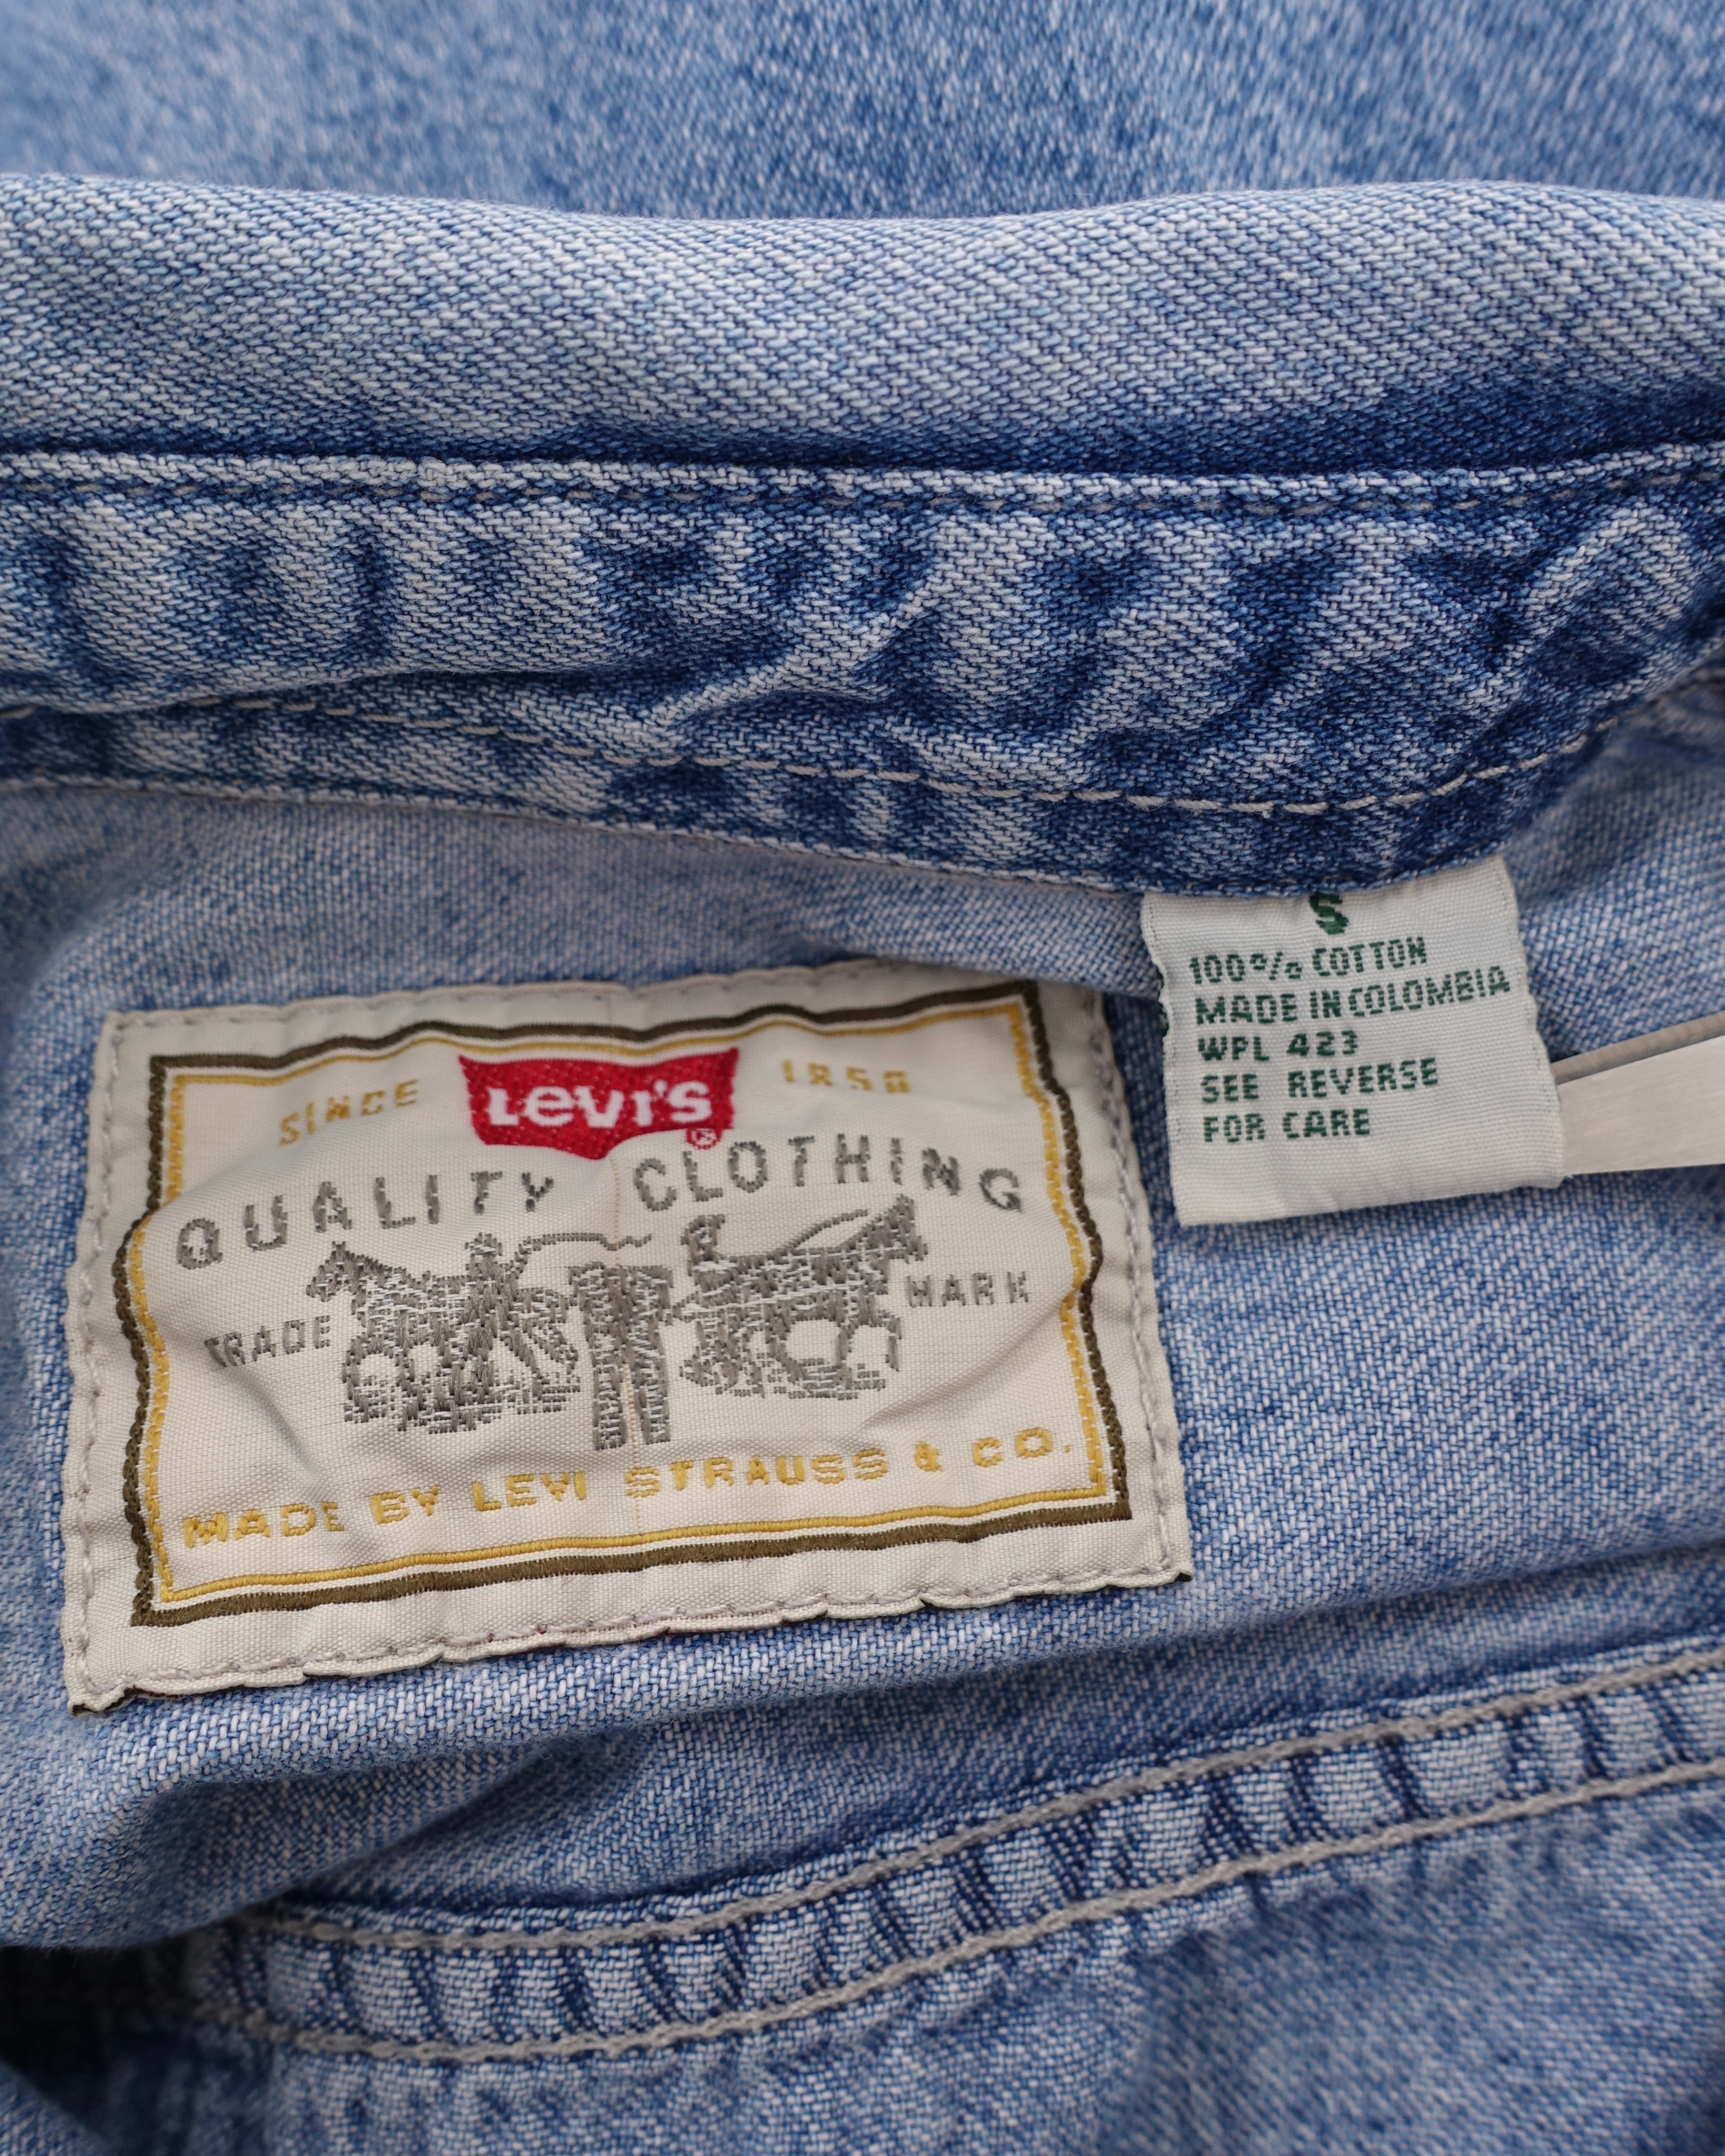 S
100% COTTON
MADE IN COLOMBIA
WPL 423
SEE REVERSE
FOR CARE
SINCE LEVI'S 1850
®
QUALITY CLOTHING
TRADE MARK
MADE BY LEVI STRAUSS & CO.